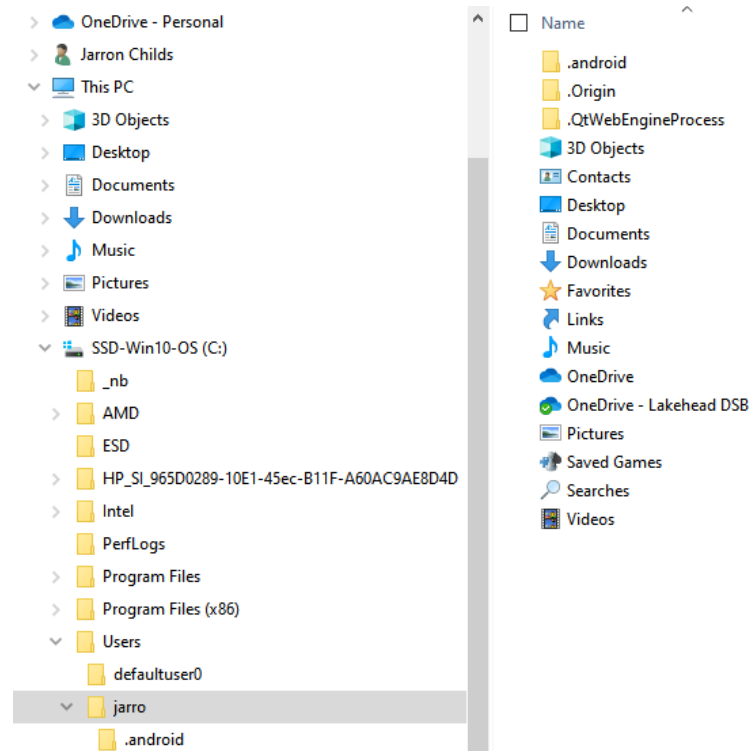 OneDrive - Personal
Jarron Childs
This PC
3D Objects
Desktop
Documents
Downloads
Music
Pictures
Videos
SSD-Win10-OS (C:)
_nb
AMD
ESD
HP_SI_965D0289-10E1-45ec-B11F-A60AC9AE8D4D
Intel
PerfLogs
Program Files
Program Files (x86)
Users
defaultuser0
jarro
.android
Name
.android
.Origin
.QtWebEngineProcess
3D Objects
Contacts
Desktop
Documents
Downloads
Favorites
Links
Music
OneDrive
OneDrive - Lakehead DSB
Pictures
Saved Games
Searches
Videos